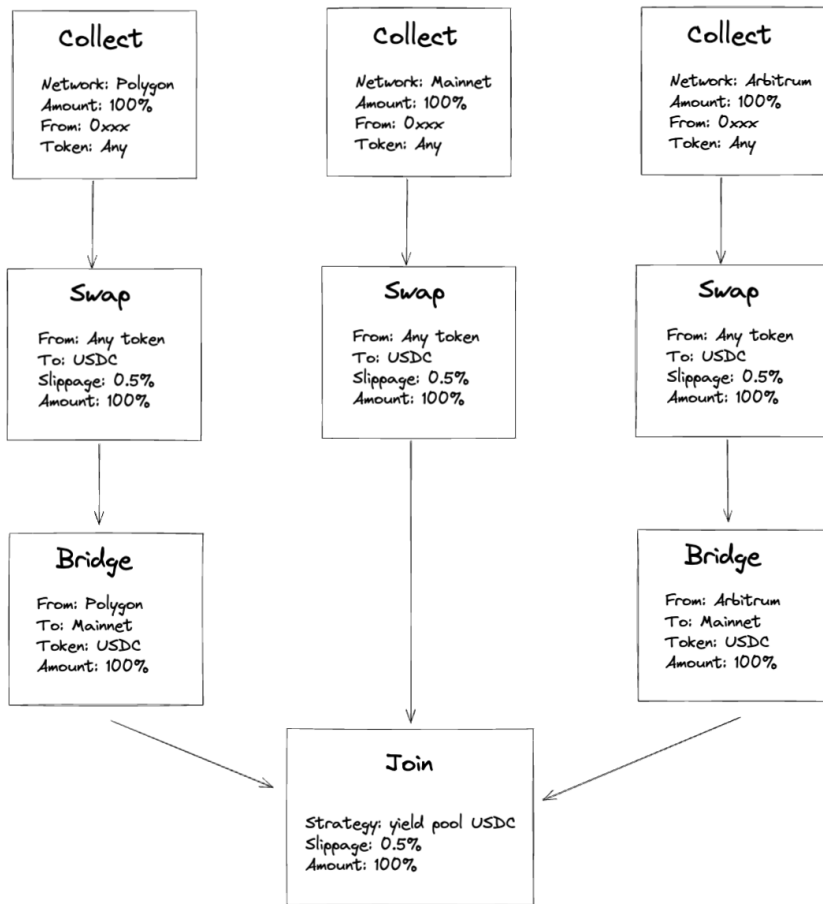 Collect
Network: Polygon
Amount: 100%
From: 0xxx
Token: Any
Collect
Network: Mainnet
Amount: 100%
From: 0xxx
Token: Any
Collect
Network: Arbitrum
Amount: 100%
From: 0xxx
Token: Any
Swap
From: Any token
To: USDC
Slippage: 0.5%
Amount: 100%
Swap
From: Any token
To: USDC
Slippage: 0.5%
Amount: 100%
Swap
From: Any token
To: USDC
Slippage: 0.5%
Amount: 100%
Bridge
From: Polygon
To: Mainnet
Token: USDC
Amount: 100%
Bridge
From: Arbitrum
To: Mainnet
Token: USDC
Amount: 100%
Join
Strategy: yield pool USDC
Slippage: 0.5%
Amount: 100%